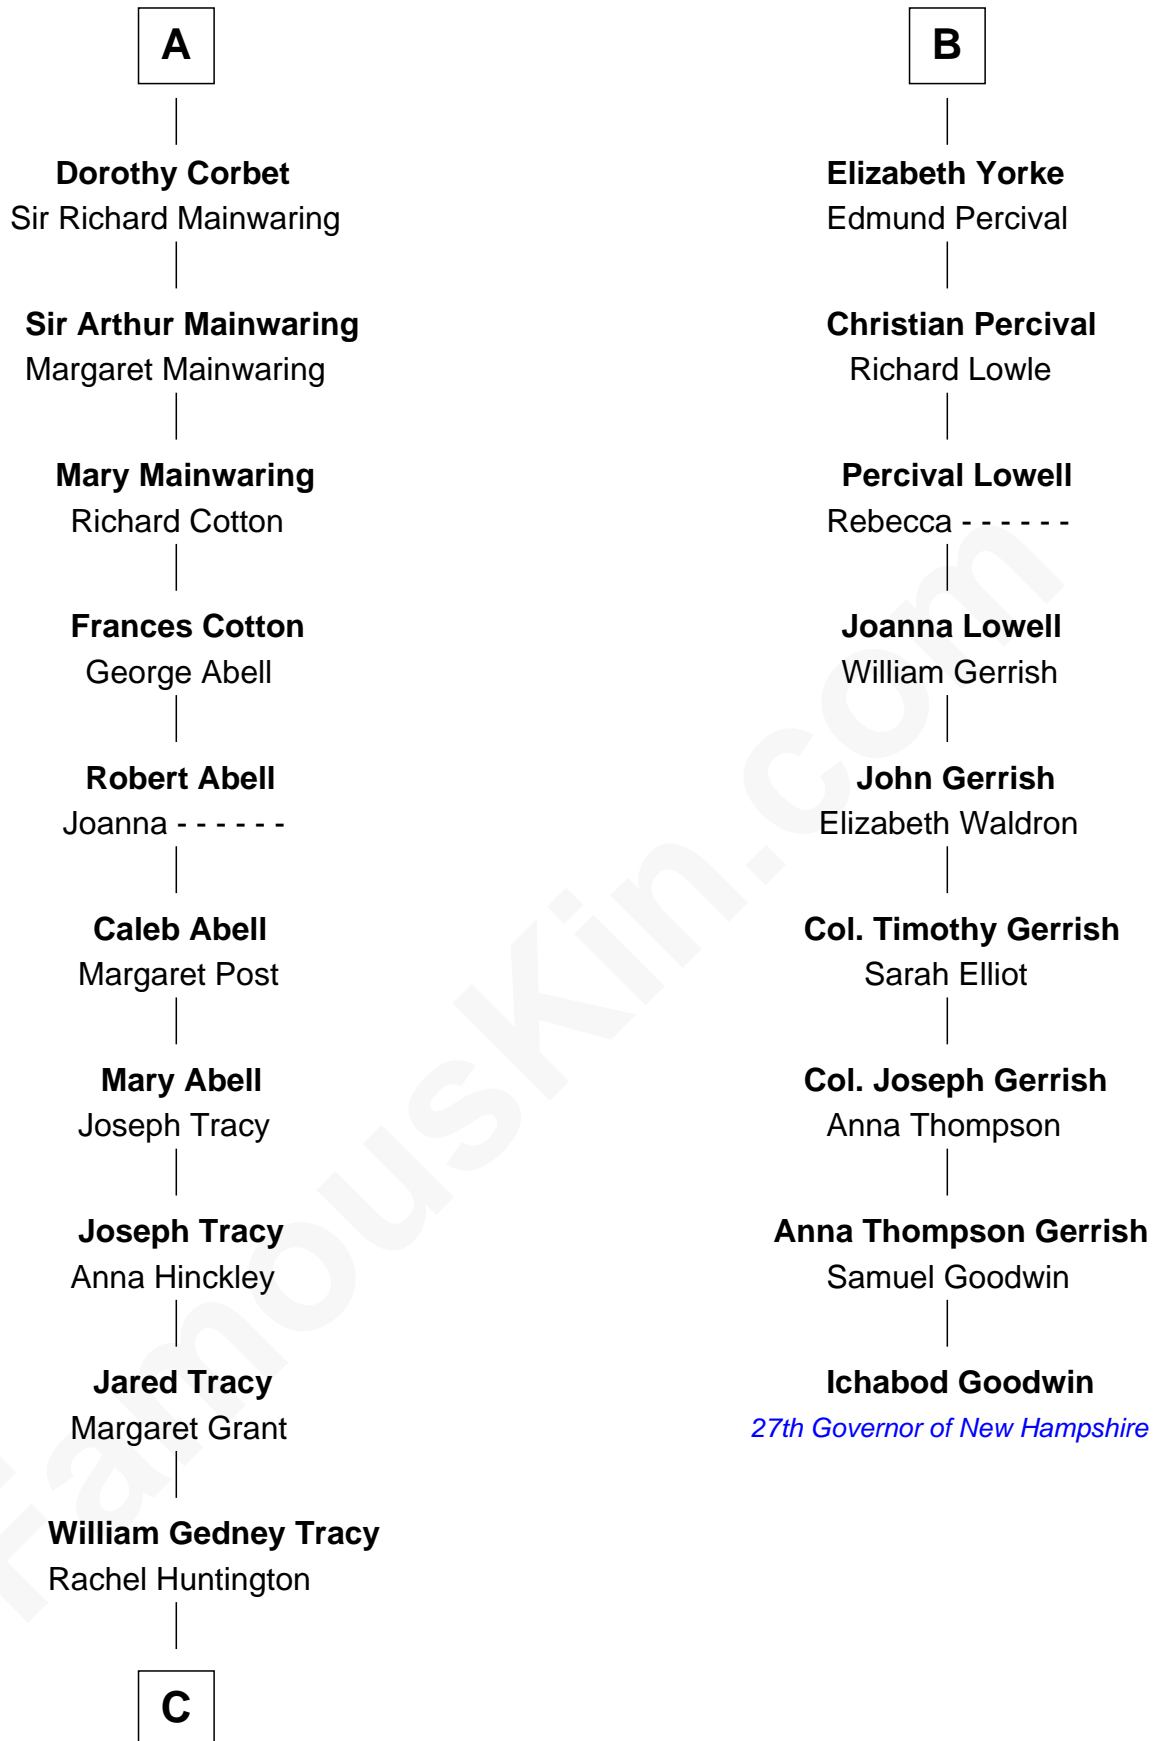 A
Dorothy Corbet
Sir Richard Mainwaring
Sir Arthur Mainwaring
Margaret Mainwaring
Mary Mainwaring
Richard Cotton
Frances Cotton
George Abell
Robert Abell
Joanna - - - - - -
Caleb Abell
Margaret Post
Mary Abell
Joseph Tracy
Joseph Tracy
Anna Hinckley
Jared Tracy
Margaret Grant
William Gedney Tracy
Rachel Huntington
C
B
Elizabeth Yorke
Edmund Percival
Christian Percival
Richard Lowle
Percival Lowell
Rebecca - - - - - -
Joanna Lowell
William Gerrish
John Gerrish
Elizabeth Waldron
Col. Timothy Gerrish
Sarah Elliot
Col. Joseph Gerrish
Anna Thompson
Anna Thompson Gerrish
Samuel Goodwin
Ichabod Goodwin
27th Governor of New Hampshire
FamousKin.com